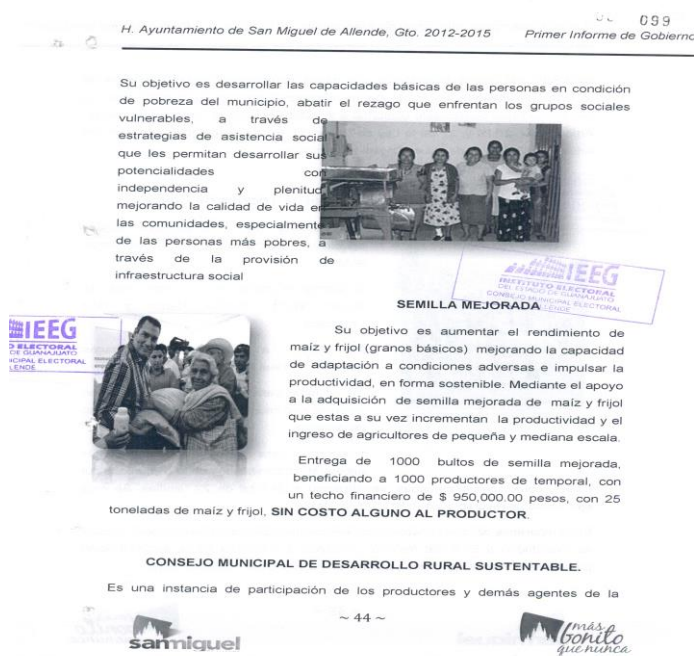 099
H. Ayuntamiento de San Miguel de Allende, Gto. 2012-2015 Primer Informe de Gobierno
Su objetivo es desarrollar las capacidades básicas de las personas en condición
de pobreza del municipio, abatir el rezago que enfrentan los grupos sociales
vulnerables, a través de
estrategias de asistencia social
que les permitan desarrollar sus
potencialidades con
independencia y plenitud
mejorando la calidad de vida en
las comunidades, especialmente
de las personas más pobres, a
través de la provisión de
infraestructura social
IEEG
INSTITUTO ELECTORAL
DEL ESTADO DE GUANAJUATO
CONSEJO MUNICIPAL ELECTORAL
ALLENDE
SEMILLA MEJORADA
IEEG
ELECTORAL
DE GUANAJUATO
NICIPAL ELECTORAL
LENDE
Su objetivo es aumentar el rendimiento de
maíz y frijol (granos básicos) mejorando la capacidad
de adaptación a condiciones adversas e impulsar la
productividad, en forma sostenible. Mediante el apoyo
a la adquisición de semilla mejorada de maíz y frijol
que estas a su vez incrementan la productividad y el
ingreso de agricultores de pequeña y mediana escala.
Entrega de 1000 bultos de semilla mejorada,
beneficiando a 1000 productores de temporal, con
un techo financiero de $ 950,000.00 pesos, con 25
toneladas de maíz y frijol, SIN COSTO ALGUNO AL PRODUCTOR.
CONSEJO MUNICIPAL DE DESARROLLO RURAL SUSTENTABLE.
Es una instancia de participación de los productores y demás agentes de la
~ 44 ~
sanmiguel
más
bonito
que nunca